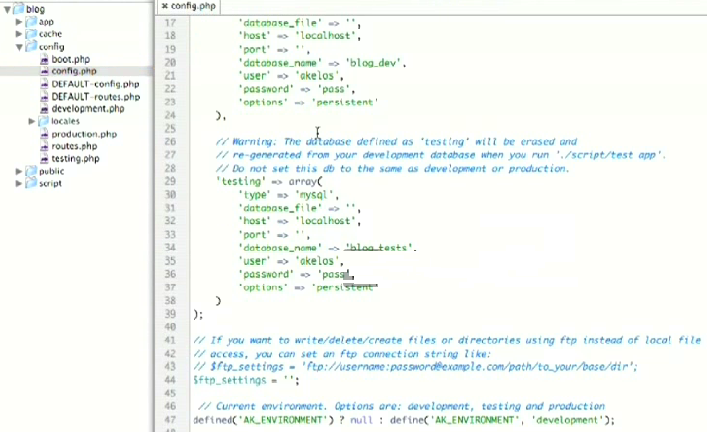 blog
app
cache
config
boot.php
config.php
DEFAULT-config.php
DEFAULT-routes.php
development.php
locales
production.php
routes.php
testing.php
public
script
× config.php
17 'database_file' => '',
18 'host' => 'localhost',
19 'port' => '',
20 'database_name' => 'blog_dev',
21 'user' => 'akelos',
22 'password' => 'pass',
23 'options' => 'persistent'
24 ),
25
26 // Warning: The database defined as 'testing' will be erased and
27 // re-generated from your development database when you run './script/test app'.
28 // Do not set this db to the same as development or production.
29 'testing' => array(
30 'type' => 'mysql',
31 'database_file' => '',
32 'host' => 'localhost',
33 'port' => '',
34 'database_name' => 'blog_tests',
35 'user' => 'akelos',
36 'password' => 'pass
37 'options' => 'persistent'
38 )
39 );
40
41 // If you want to write/delete/create files or directories using ftp instead of local file
42 // access, you can set an ftp connection string like:
43 // $ftp_settings = 'ftp://username:password@example.com/path/to_your/base/dir';
44 $ftp_settings = '';
45
46 // Current environment. Options are: development, testing and production
47 defined('AK_ENVIRONMENT') ? null : define('AK_ENVIRONMENT', 'development');